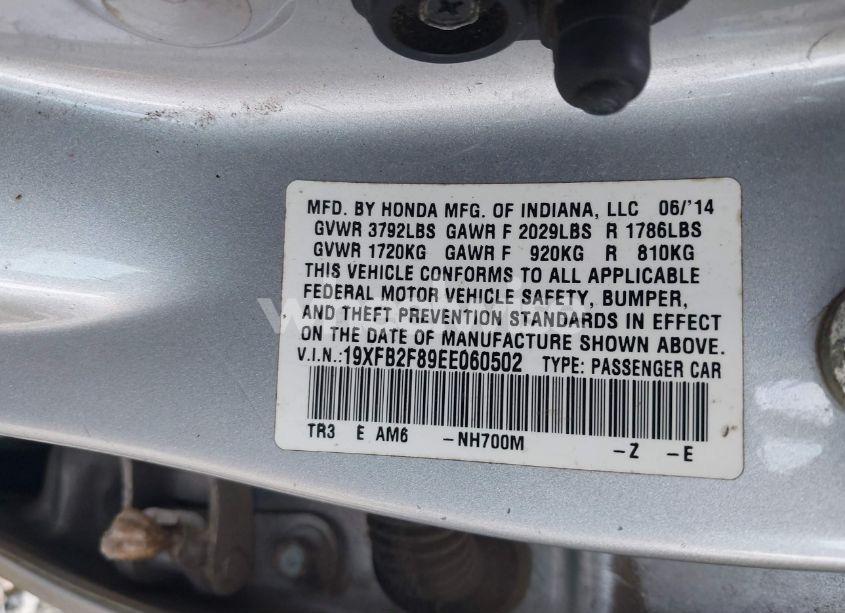 MFD. BY HONDA MFG. OF INDIANA, LLC 06/'14
GVWR 3792LBS GAWR F 2029LBS R 1786LBS
GVWR 1720KG GAWR F 920KG R 810KG
THIS VEHICLE CONFORMS TO ALL APPLICABLE
FEDERAL MOTOR VEHICLE SAFETY, BUMPER,
AND THEFT PREVENTION STANDARDS IN EFFECT
ON THE DATE OF MANUFACTURE SHOWN ABOVE.
V.I.N.:19XFB2F89EE060502 TYPE: PASSENGER CAR
TR3 E AM6 -NH700M -Z -E